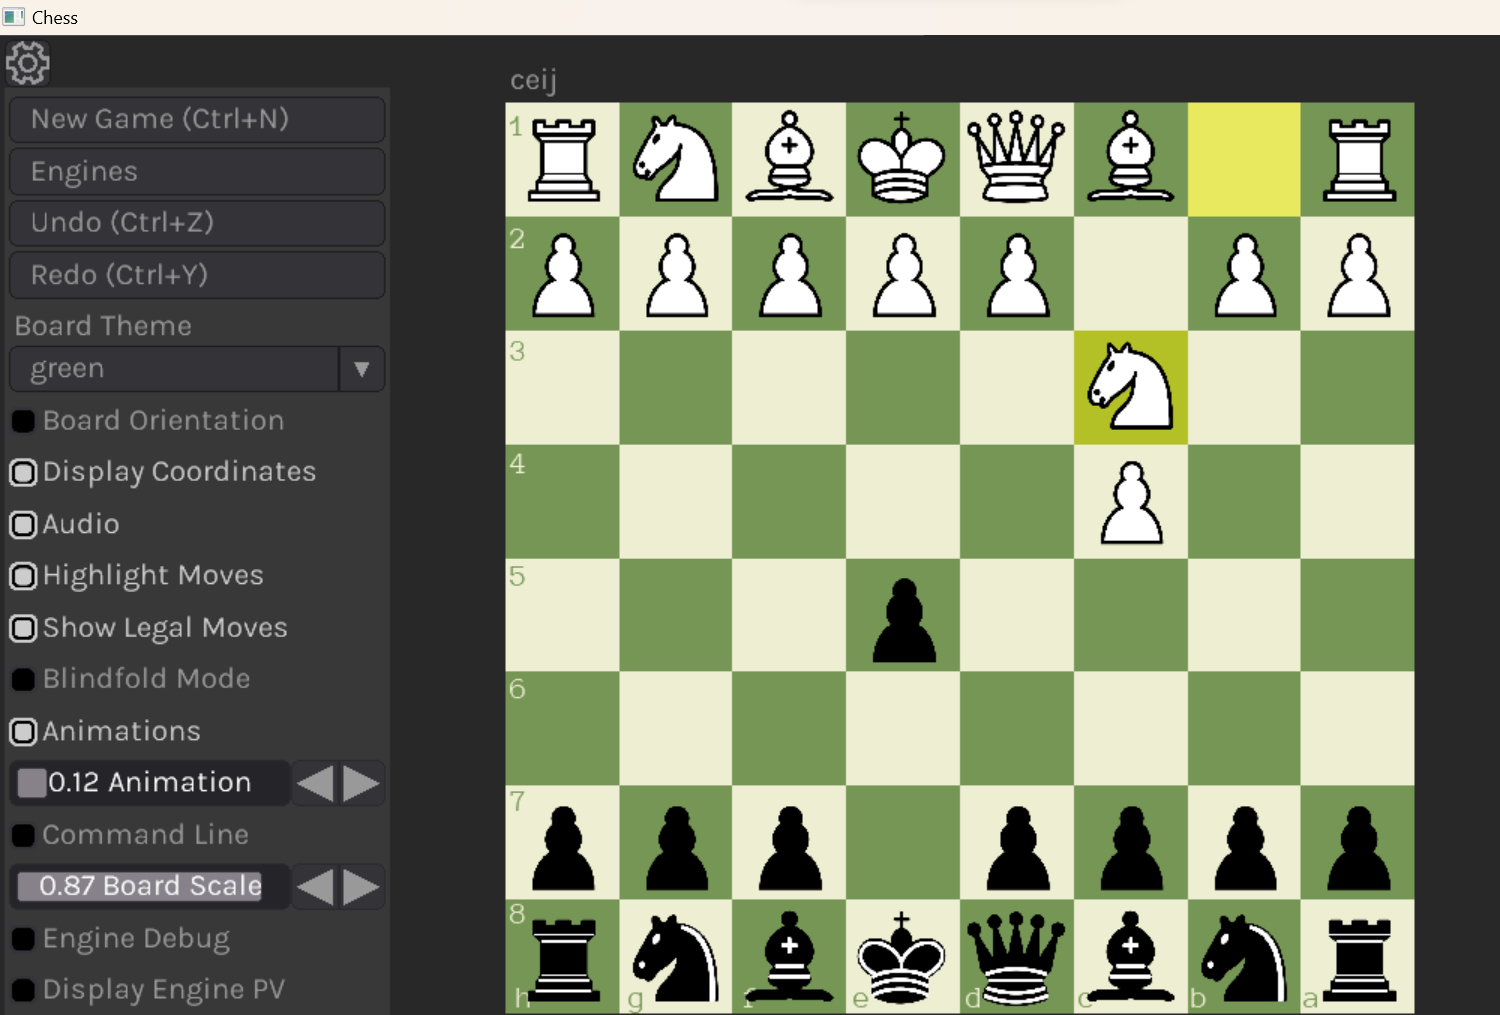 Chess
ceij
New Game (Ctrl+N)
Engines
Undo (Ctrl+Z)
Redo (Ctrl+Y)
Board Theme
green
Board Orientation
Display Coordinates
Audio
Highlight Moves
Show Legal Moves
Blindfold Mode
Animations
0.12 Animation
Command Line
0.87 Board Scale
Engine Debug
Display Engine PV
1
2
3
4
5
6
7
8
h g f e d c b a